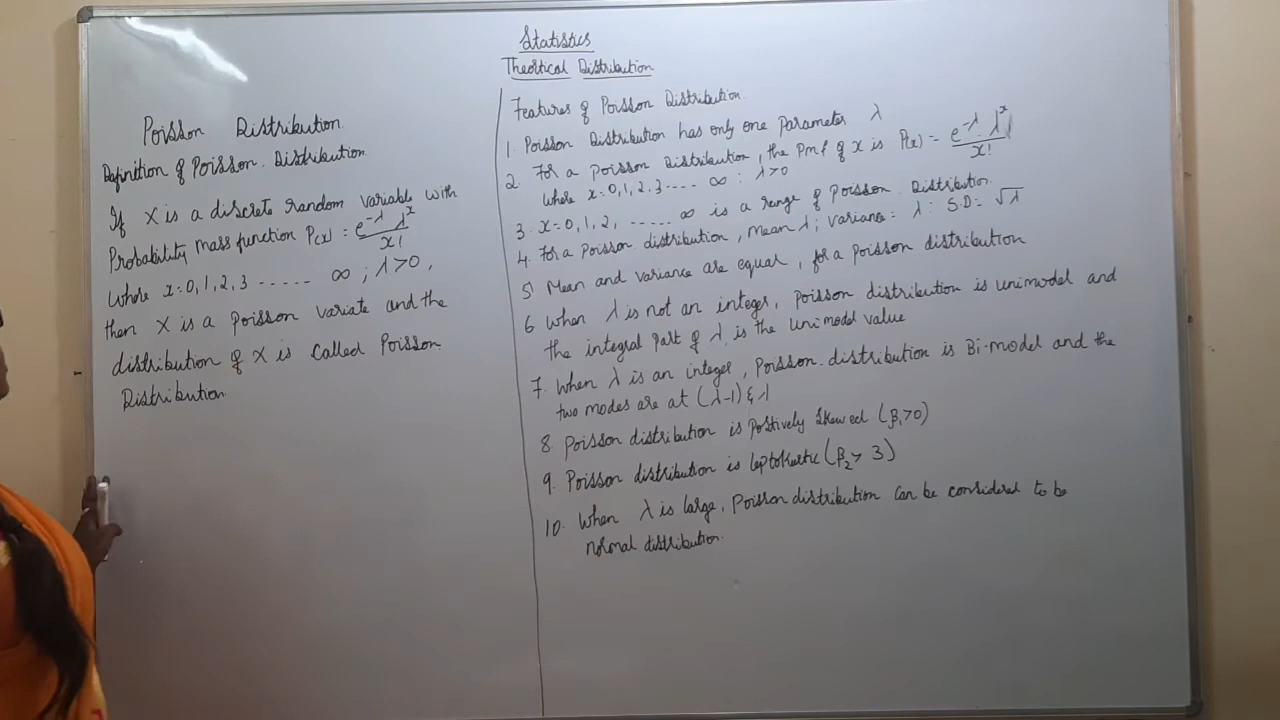 Statistics
Theortical Distribution
Poisson Distribution.
Definition of Poisson. Distribution.
If X is a discrete random variable with
Probability mass function P(x) = e^-λ λ^x / x!
Where x=0,1,2,3 ...... ∞ ; λ>0,
then X is a Poisson variate and the
distribution of X is called Poisson.
Distribution.
Features of Poisson Distribution.
1. Poisson Distribution has only one Parameter λ
2. For a Poisson Distribution, the Pmf of x is P(x) = e^-λ λ^x / x!
where x=0,1,2,3.... ∞ : λ>0
3. x=0,1,2, ...... ∞ is a range of Poisson. Distribution.
4. For a Poisson distribution, Mean λ; Variance = λ : S.D = √λ
5) Mean and variance are equal, for a Poisson distribution
6 When λ is not an integer, Poisson distribution is unimodel and
the integral part of λ is the unimodel value
7. When λ is an integer, Poisson distribution is Bi-model and the
two modes are at (λ-1) & λ
8. Poisson distribution is Positively Skewed (β₁>0)
9. Poisson distribution is leptokurtic (β₂> 3)
10. When λ is large, Poisson distribution can be considered to be
normal distribution.